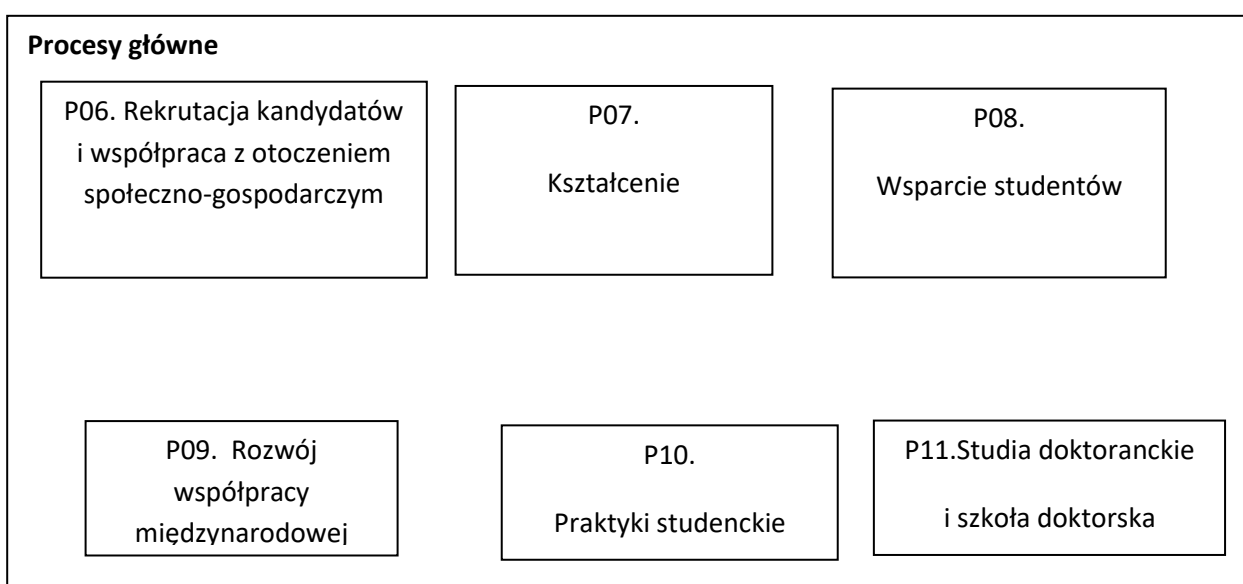 Procesy główne
P06. Rekrutacja kandydatów
i współpraca z otoczeniem
społeczno-gospodarczym
P07.
Kształcenie
P08.
Wsparcie studentów
P09. Rozwój
współpracy
międzynarodowej
P10.
Praktyki studenckie
P11.Studia doktoranckie
i szkoła doktorska